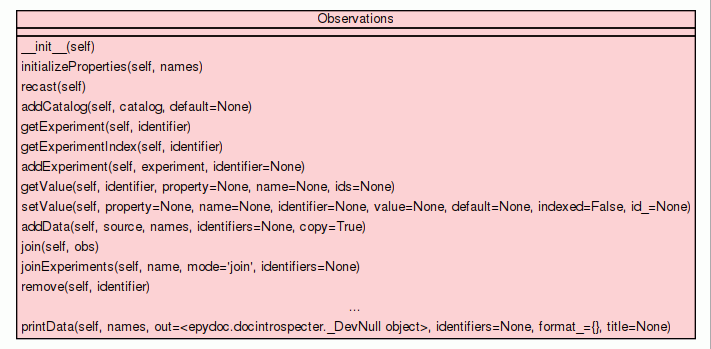 Observations
__init__(self)
initializeProperties(self, names)
recast(self)
addCatalog(self, catalog, default=None)
getExperiment(self, identifier)
getExperimentIndex(self, identifier)
addExperiment(self, experiment, identifier=None)
getValue(self, identifier, property=None, name=None, ids=None)
setValue(self, property=None, name=None, identifier=None, value=None, default=None, indexed=False, id_=None)
addData(self, source, names, identifiers=None, copy=True)
join(self, obs)
joinExperiments(self, name, mode='join', identifiers=None)
remove(self, identifier)
...
printData(self, names, out=<epydoc.docintrospecter._DevNull object>, identifiers=None, format_={}, title=None)